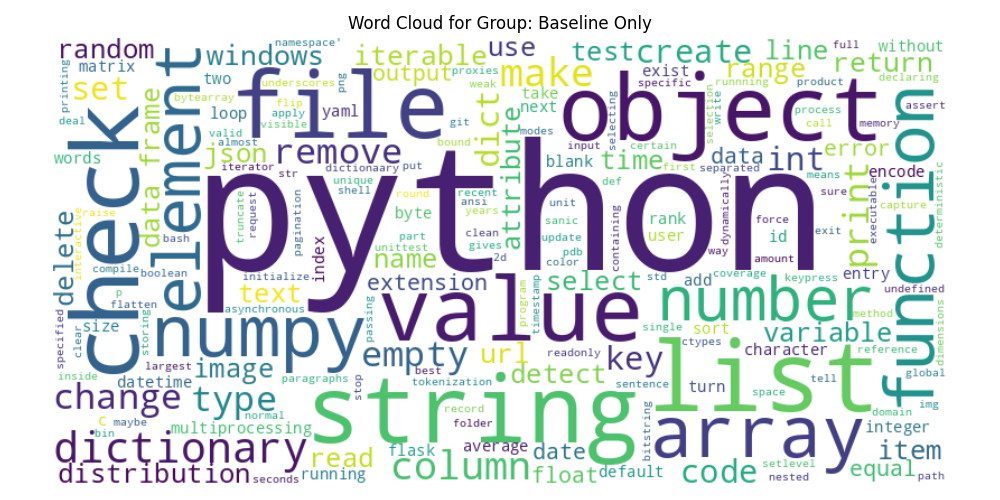 Word Cloud for Group: Baseline Only
random
matrix
set
element
windows
namespace'
iterable
output
proxies
use
test
create
line
full
without
printing
bytearray
two
underscores
png
weak
make
exist
specific
range
runnning
product
return
declaring
deal
check
data frame
loop
file
flip
apply
visible
yaml
git
dict
take
next
modes
object
selection
write
process
call
memory
assert
words
valid
almost
json
remove
bound
attribute
selecting
input
blank
time
certain
first
data
separated
int
means
error
encode
function
deterministic
iterator
str
dictionaary
put
def
sure
print
executable
capture
python
unique
shell
round
recent
ansi
years
byte
unit
sanic
containing
rank
user
dynamically
way
force
id
amount
exit
delete
raise
interactive
bash
truncate
request
pagination
index
part
unittest
name
clean
gives
2d
update
pdb
color
compile
boolean
initialize
extension
select
std
add
coverage
keypress
entry
undefined
p
flatten
text
asynchronous
value
program
timestamp
number
method
dimensions
specified
clear
size
storing
numpy
passing
single
ctypes
sort
variable
largest
image
empty
url
readonly
key
character
reference
inside
datetime
paragraphs
stop
best
tokenization
detect
sentence
turn
list
tell
space
global
change
C
maybe
bin
type
normal
multiprocessing
string
record
folder
bitstring
array
domain
img
integer
dictionary
read
flask
average
date
item
distribution
seconds
running
column
float
default
code
setlevel
nested
equal
path